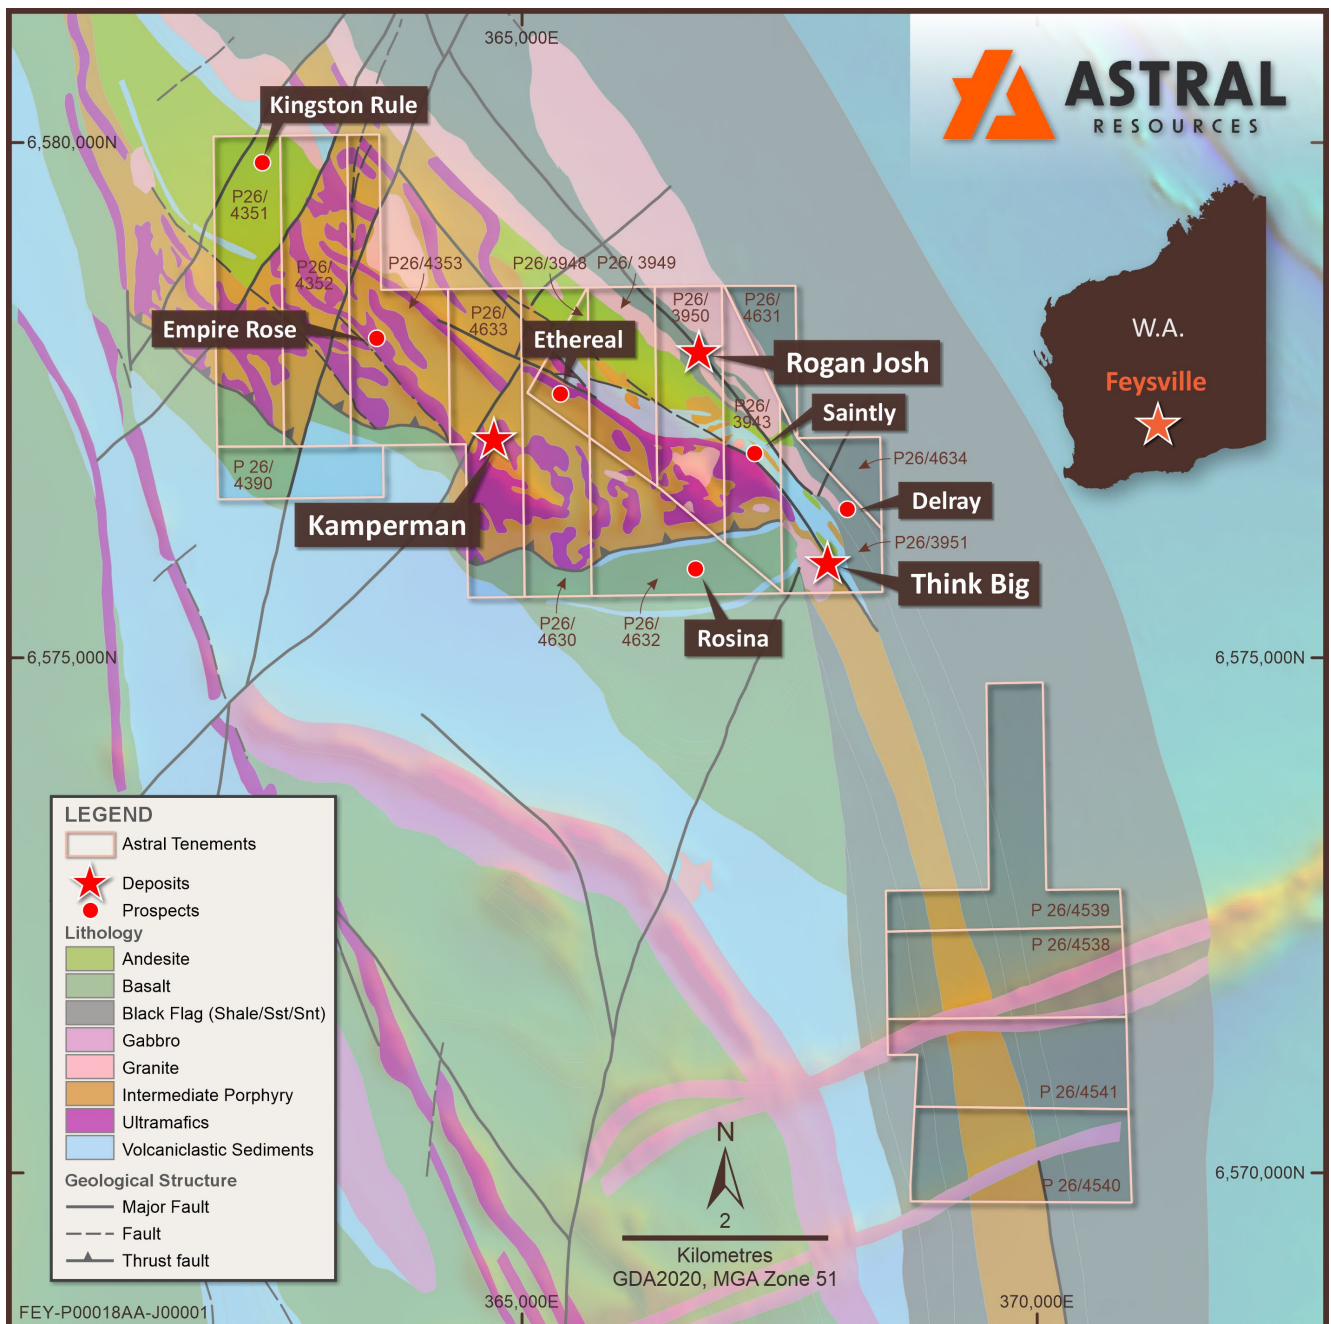 365,000E
ASTRAL
RESOURCES
Kingston Rule
6,580,000N
P26/
4351
P26/
4352
P26/4353
P26/3948
P26/ 3949
P26/
4633
P26/
3950
P26/
4631
W.A.
Feysville
Empire Rose
Ethereal
Rogan Josh
P26/
3943
Saintly
P26/4634
P 26/
4390
Delray
Kamperman
P26/3951
Think Big
P26/
4630
P26/
4632
Rosina
6,575,000N
6,575,000N
LEGEND
Astral Tenements
Deposits
Prospects
Lithology
Andesite
Basalt
Black Flag (Shale/Sst/Snt)
Gabbro
Granite
Intermediate Porphyry
Ultramafics
Volcaniclastic Sediments
Geological Structure
Major Fault
Fault
Thrust fault
P 26/4539
P 26/4538
P 26/4541
P 26/4540
N
2
Kilometres
GDA2020, MGA Zone 51
6,570,000N
FEY-P00018AA-J00001
365,000E
370,000E